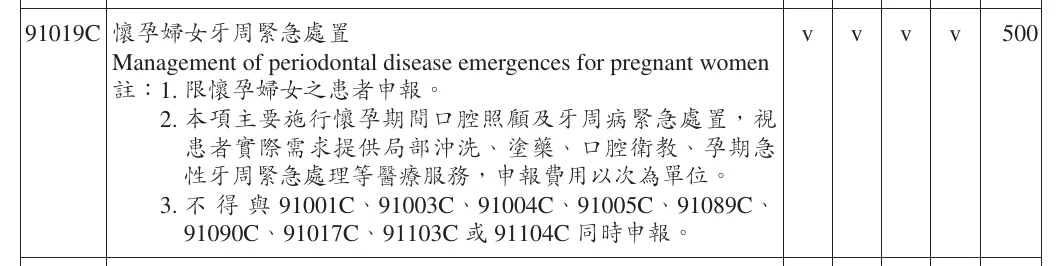 91019C 懷孕婦女牙周緊急處置 v v v v 500
Management of periodontal disease emergences for pregnant women
註：1. 限懷孕婦女之患者申報。
2. 本項主要施行懷孕期間口腔照顧及牙周病緊急處置，視
患者實際需求提供局部沖洗、塗藥、口腔衛教、孕期急
性牙周緊急處理等醫療服務，申報費用以次為單位。
3. 不得與 91001C、91003C、91004C、91005C、91089C、
91090C、91017C、91103C 或 91104C 同時申報。